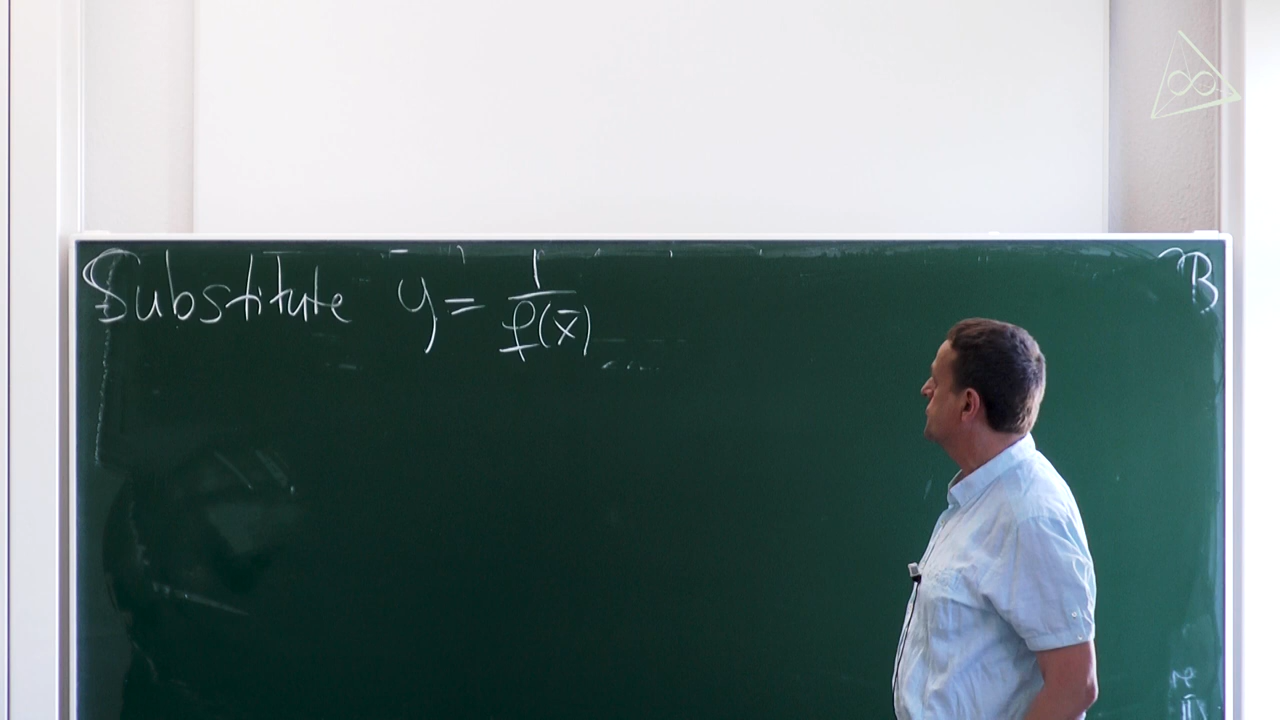 Substitute y = 1/f(x̄)
B